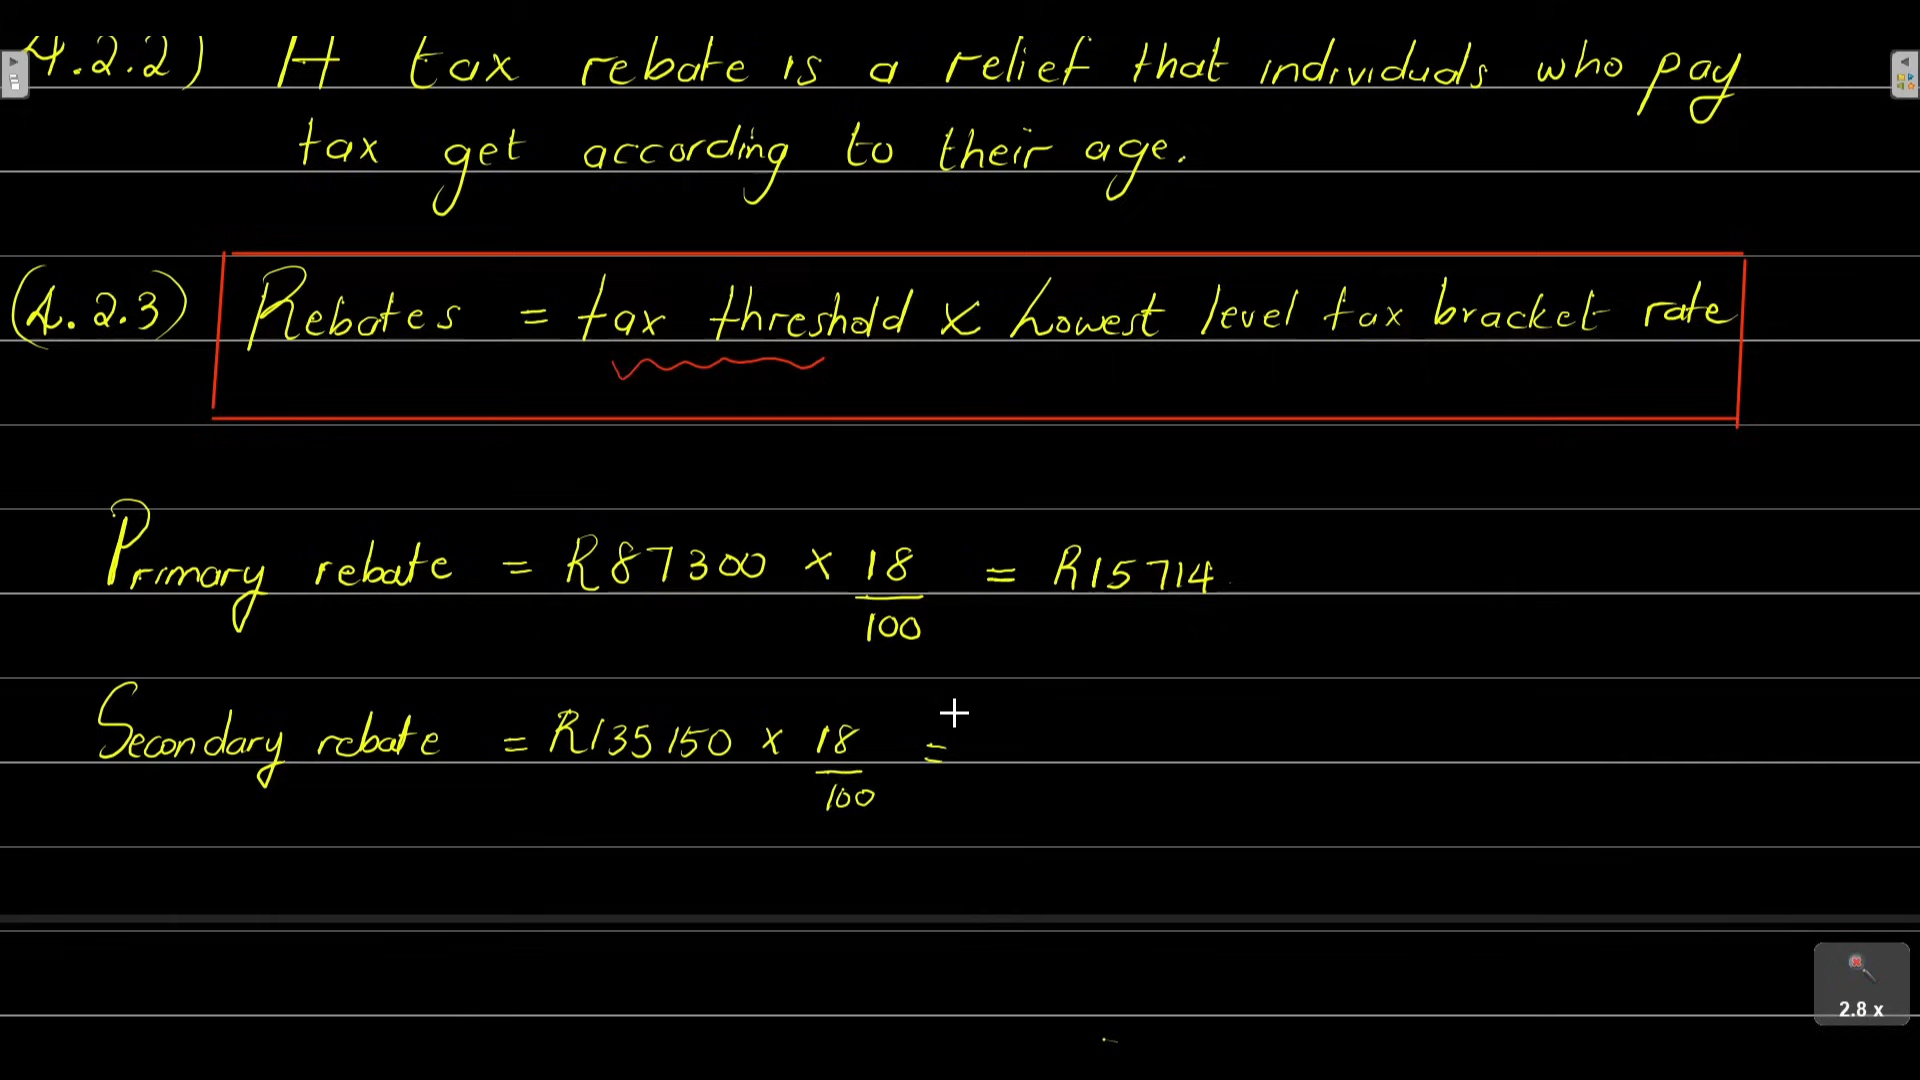 4.2.2) A tax rebate is a relief that individuals who pay
tax get according to their age.
(4.2.3) Rebates = tax threshold x Lowest level tax bracket rate
Primary rebate = R87300 x 18/100 = R15714
Secondary rebate = R135150 x 18/100 =
2.8 x